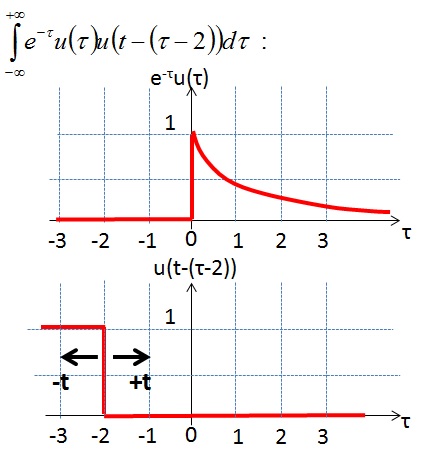 +∞
∫ e^{-τ}u(τ)u(t-(τ-2))dτ :
-∞
e^{-τ}u(τ)
1
-3 -2 -1 0 1 2 3 τ
u(t-(τ-2))
1
-t +t
-3 -2 -1 0 1 2 3 τ